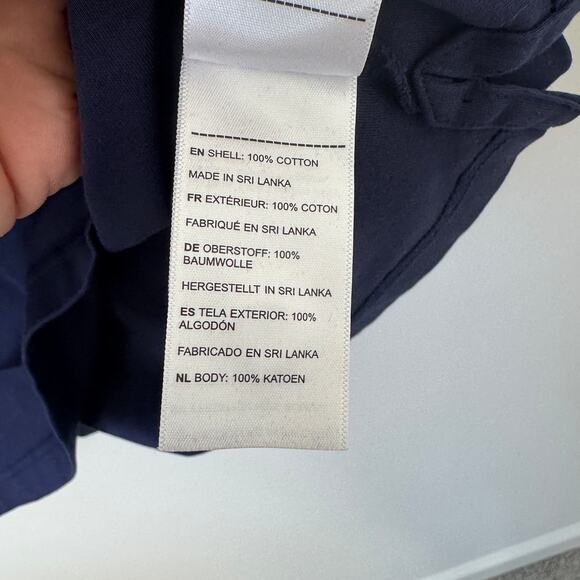 EN SHELL: 100% COTTON
MADE IN SRI LANKA
FR EXTÉRIEUR: 100% COTON
FABRIQUÉ EN SRI LANKA
DE OBERSTOFF: 100%
BAUMWOLLE
HERGESTELLT IN SRI LANKA
ES TELA EXTERIOR: 100%
ALGODÓN
FABRICADO EN SRI LANKA
NL BODY: 100% KATOEN